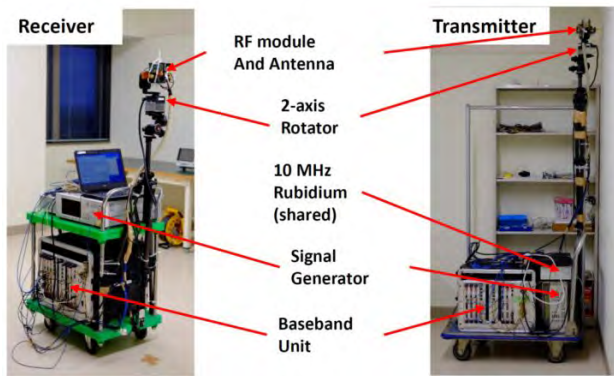 Receiver
Transmitter
RF module
And Antenna
2-axis
Rotator
10 MHz
Rubidium
(shared)
Signal
Generator
Baseband
Unit